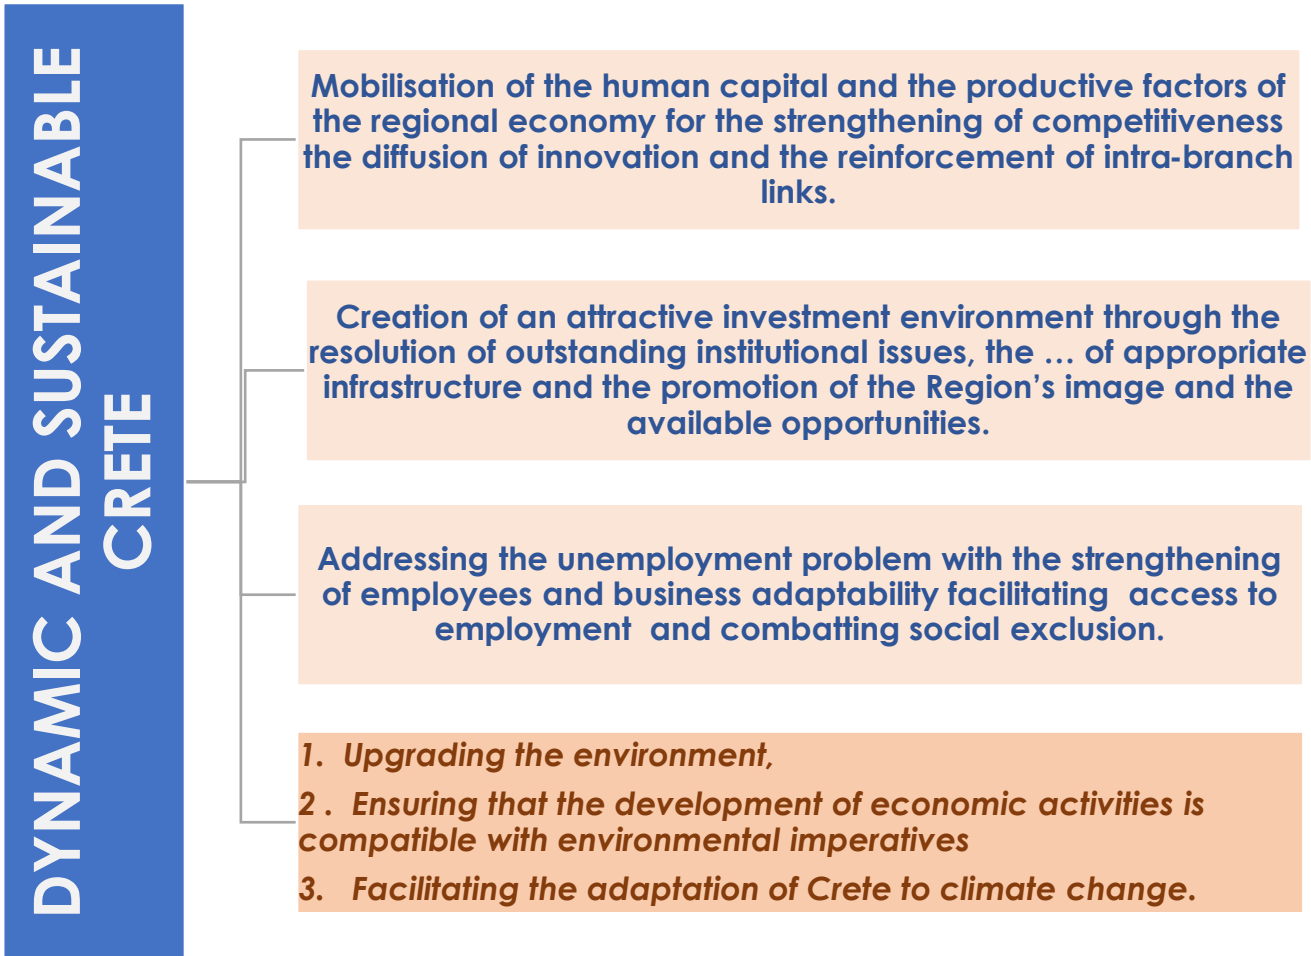 DYNAMIC AND SUSTAINABLE
CRETE
Mobilisation of the human capital and the productive factors of
the regional economy for the strengthening of competitiveness
the diffusion of innovation and the reinforcement of intra-branch
links.
Creation of an attractive investment environment through the
resolution of outstanding institutional issues, the … of appropriate
infrastructure and the promotion of the Region’s image and the
available opportunities.
Addressing the unemployment problem with the strengthening
of employees and business adaptability facilitating  access to
employment  and combatting social exclusion.
1.  Upgrading the environment,
2 .  Ensuring that the development of economic activities is
compatible with environmental imperatives
3.   Facilitating the adaptation of Crete to climate change.